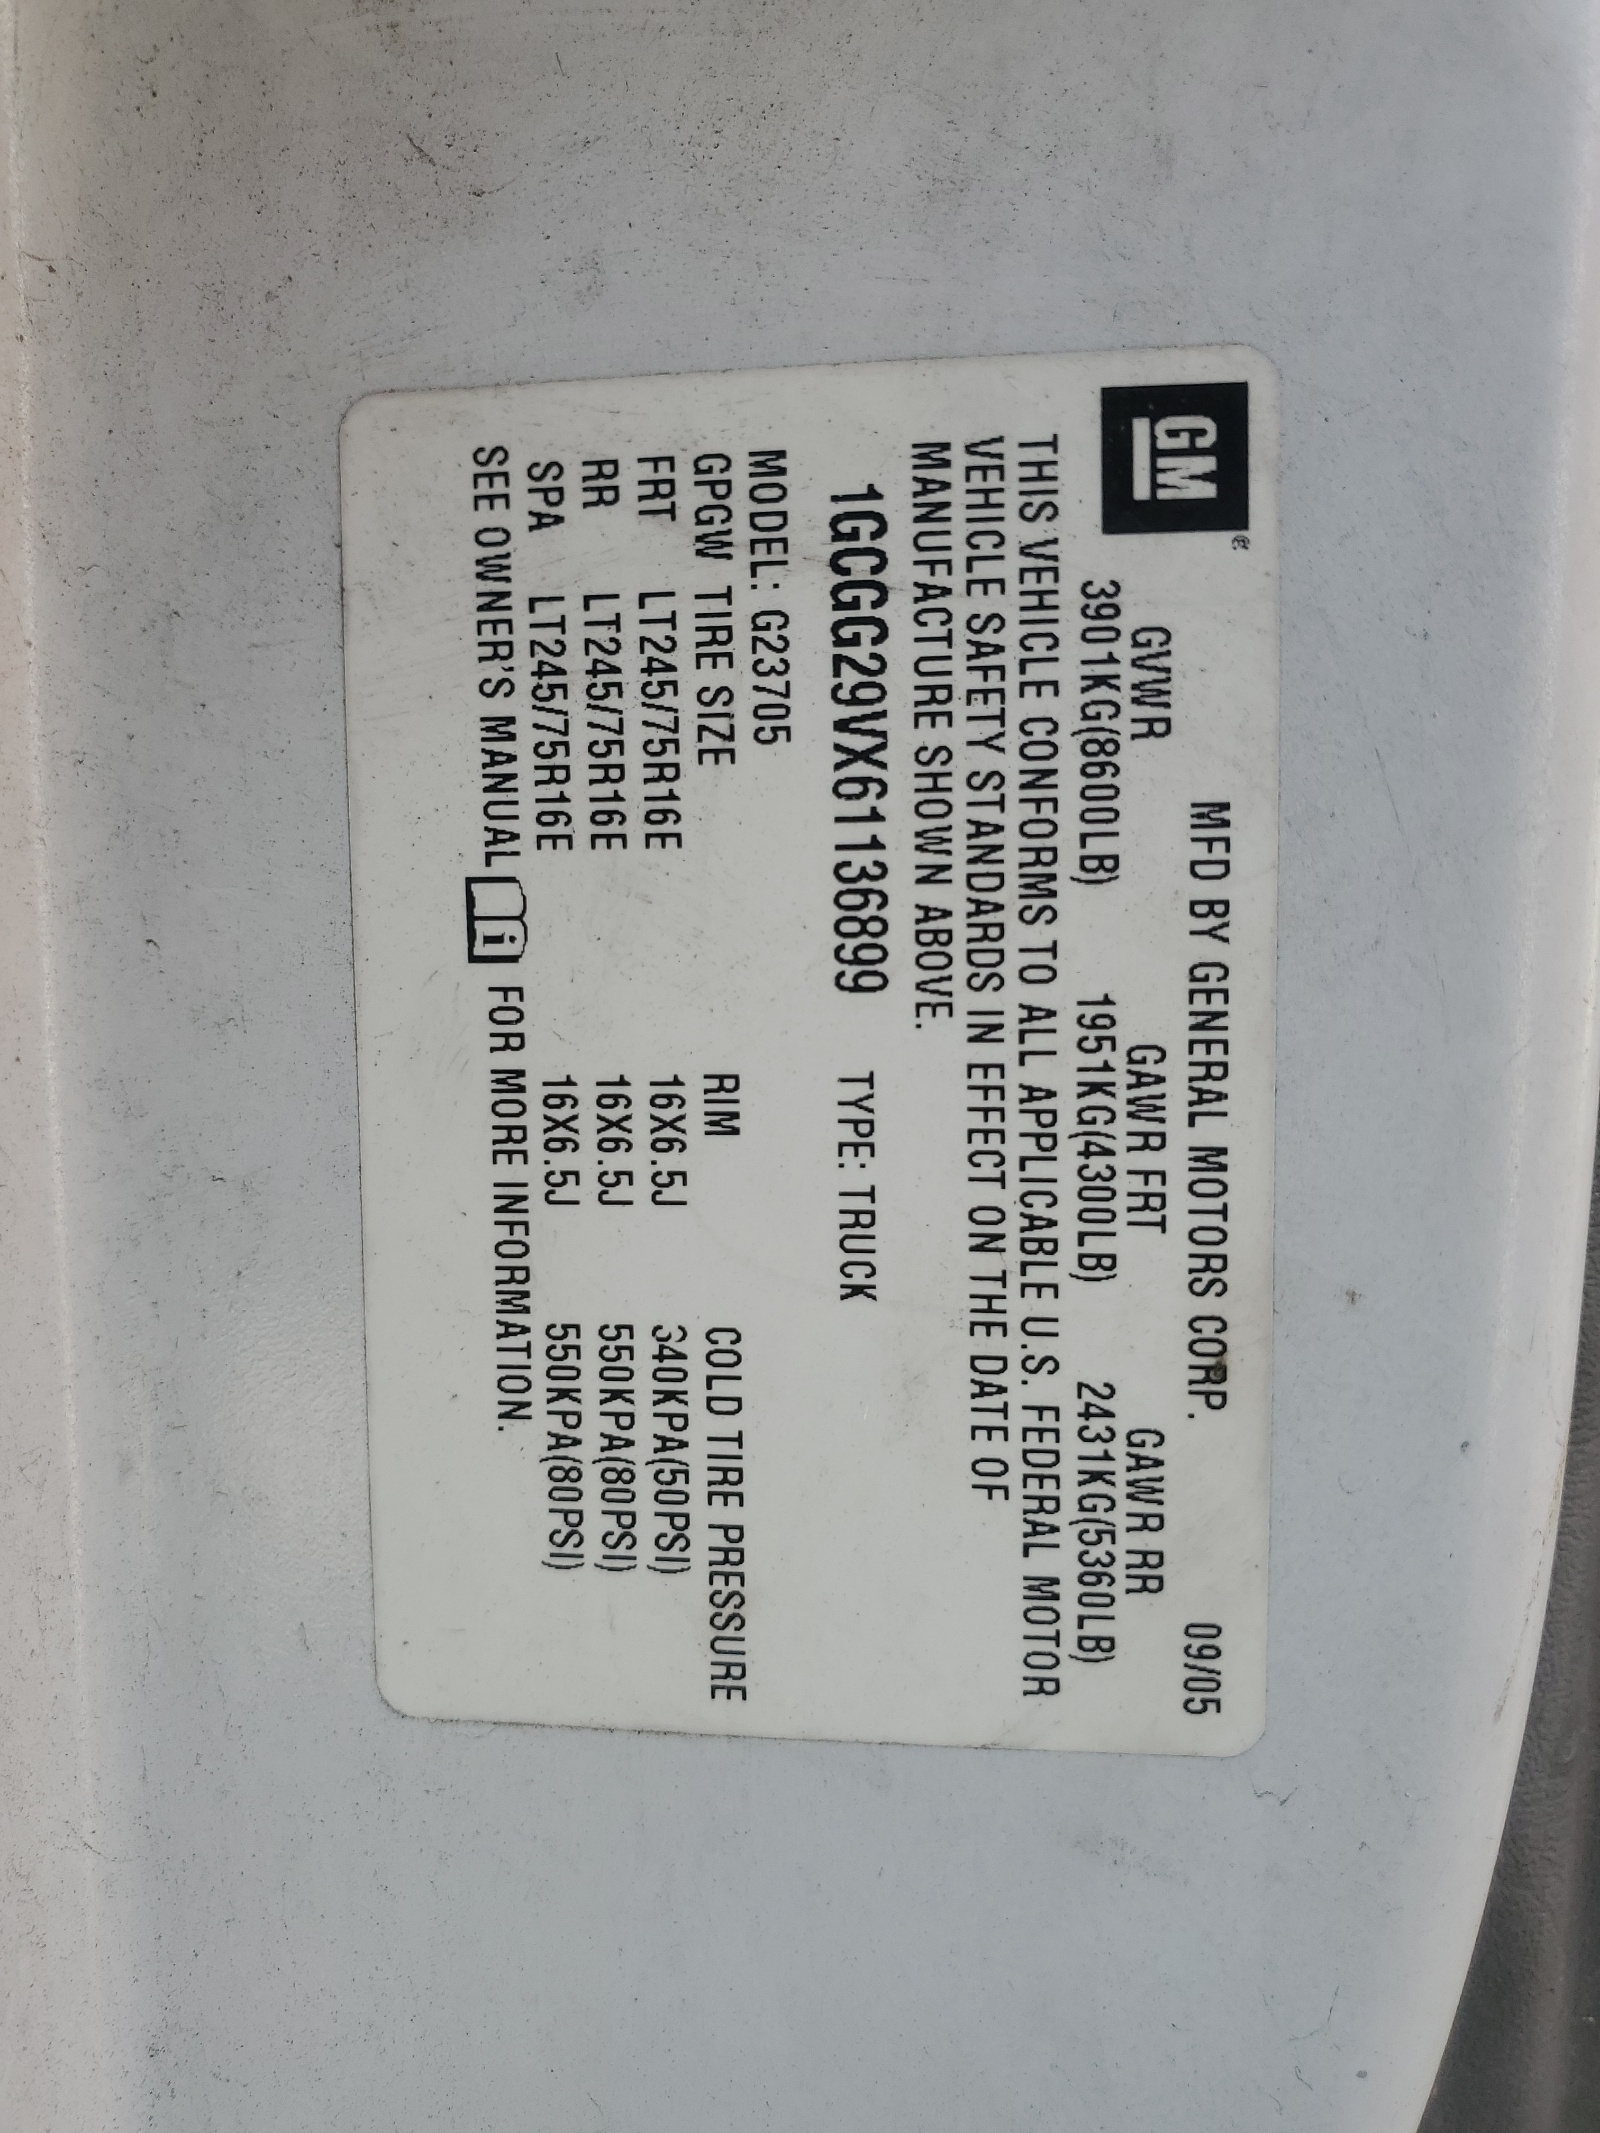 GM®
MFD BY GENERAL MOTORS CORP. 09/05
GVWR GAWR FRT GAWR RR
3901KG(8600LB) 1951KG(4300LB) 2431KG(5360LB)
THIS VEHICLE CONFORMS TO ALL APPLICABLE U.S. FEDERAL MOTOR
VEHICLE SAFETY STANDARDS IN EFFECT ON THE DATE OF
MANUFACTURE SHOWN ABOVE.
1GCGG29VX61136899 TYPE: TRUCK
MODEL: G23705
GPGW TIRE SIZE RIM COLD TIRE PRESSURE
FRT LT245/75R16E 16X6.5J 340KPA(50PSI)
RR LT245/75R16E 16X6.5J 550KPA(80PSI)
SPA LT245/75R16E 16X6.5J 550KPA(80PSI)
SEE OWNER'S MANUAL i FOR MORE INFORMATION.